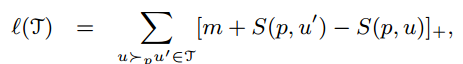 ℓ(𝒯) = ∑_{u≻_p u′∈𝒯} [m + S(p, u′) − S(p, u)]_+,